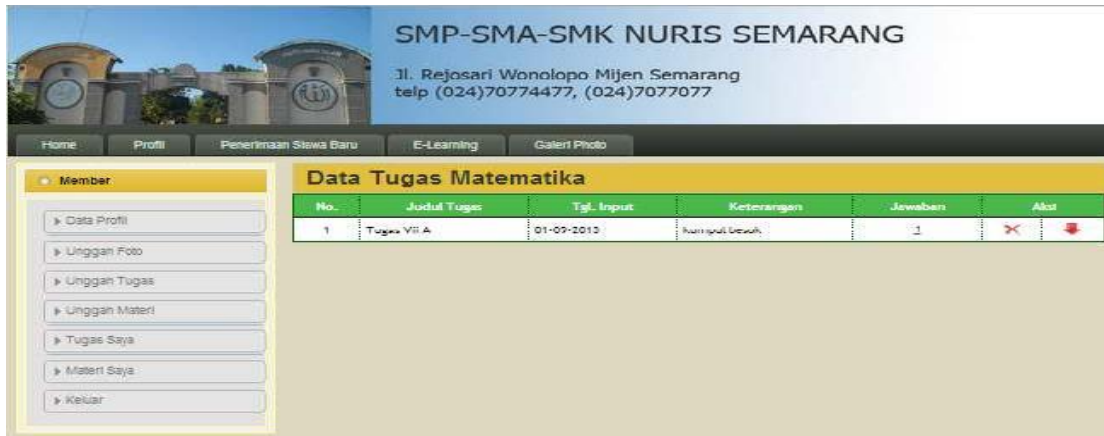 SMP-SMA-SMK NURIS SEMARANG
Jl. Rejosari Wonolopo Mijen Semarang
telp (024)70774477, (024)7077077
Home Profil Penerimaan Siswa Baru E-Learning Galeri Photo
Member
Data Profil
Unggah Foto
Unggah Tugas
Unggah Materi
Tugas Saya
Materi Saya
Keluar
Data Tugas Matematika
No. Judul Tugas Tgl. Input Keterangan Jawaban Aksi
1 Tugas VII A 01-09-2013 kumpul besok 1